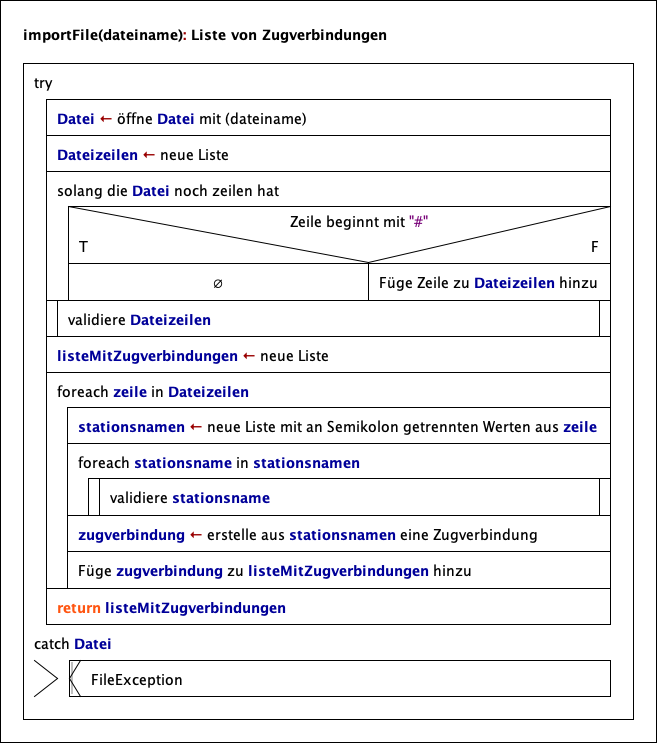 importFile(dateiname): Liste von Zugverbindungen
try
Datei ← öffne Datei mit (dateiname)
Dateizeilen ← neue Liste
solang die Datei noch zeilen hat
Zeile beginnt mit "#"
T F
∅ Füge Zeile zu Dateizeilen hinzu
validiere Dateizeilen
listeMitZugverbindungen ← neue Liste
foreach zeile in Dateizeilen
stationsnamen ← neue Liste mit an Semikolon getrennten Werten aus zeile
foreach stationsname in stationsnamen
validiere stationsname
zugverbindung ← erstelle aus stationsnamen eine Zugverbindung
Füge zugverbindung zu listeMitZugverbindungen hinzu
return listeMitZugverbindungen
catch Datei
FileException